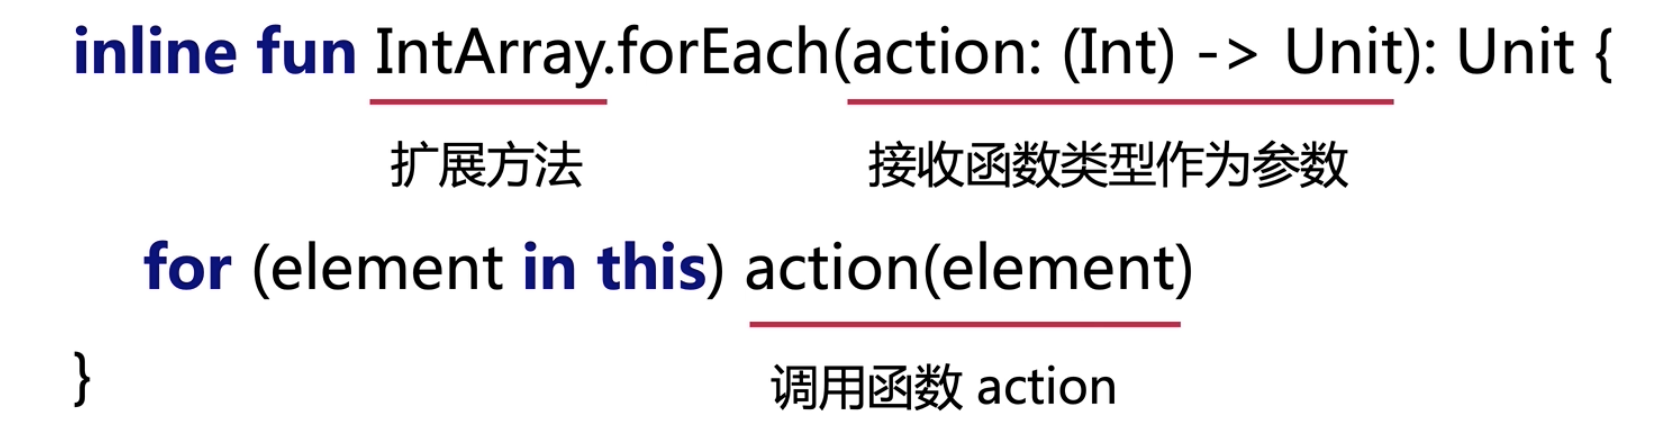 inline fun IntArray.forEach(action: (Int) -> Unit): Unit {
扩展方法 接收函数类型作为参数
for (element in this) action(element)
调用函数 action
}